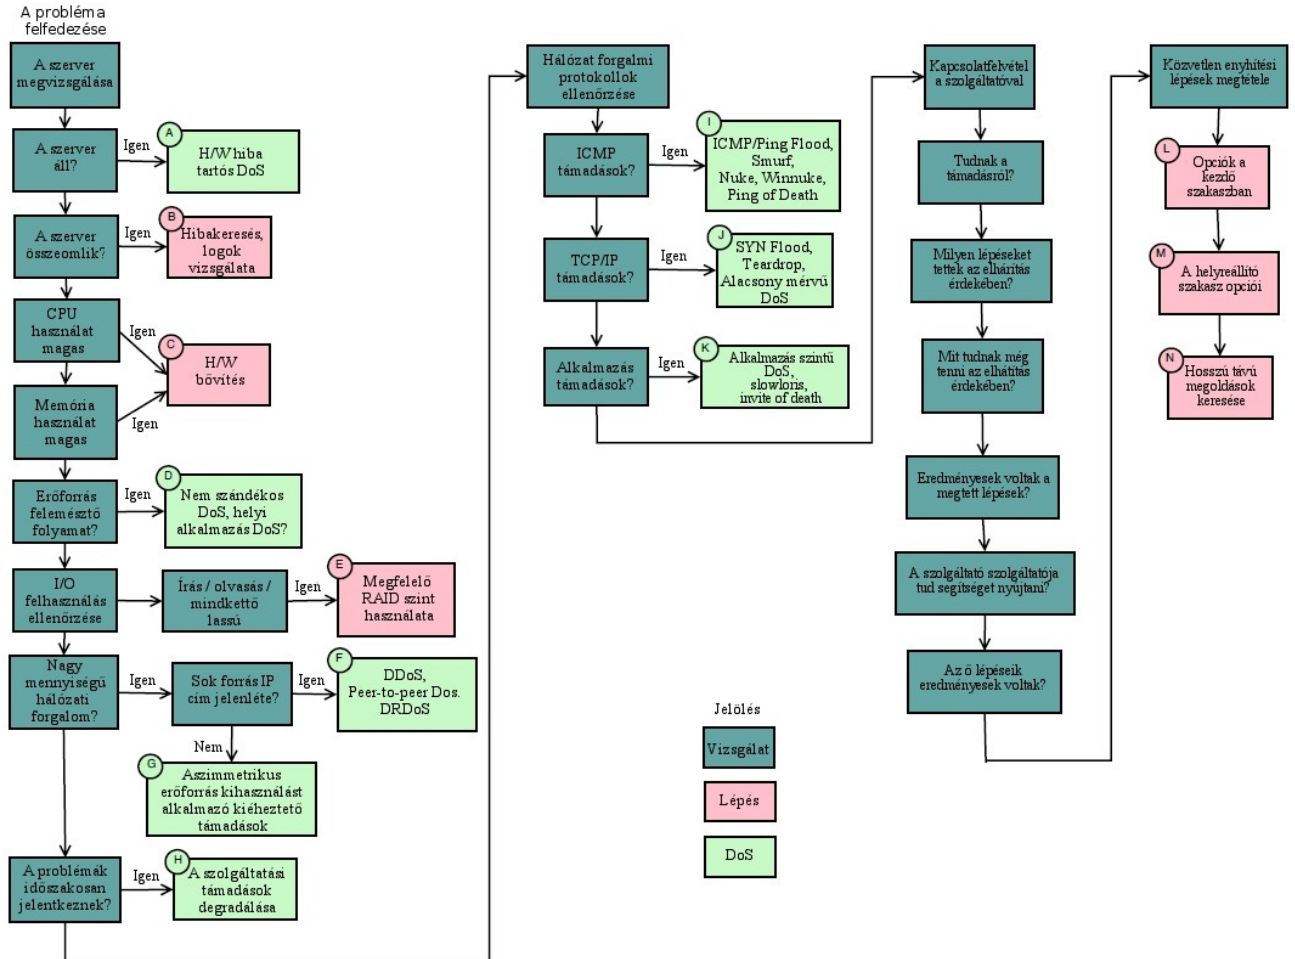 A probléma
felfedezése
A szerver
megvizsgálása
A szerver
áll?
Igen
A
H/W hiba
tartós DoS
A szerver
összeomlik?
Igen
B
Hibakeresés,
logok
vizsgálata
CPU
használat
magas
Igen
C
H/W
bővítés
Memória
használat
magas
Igen
Erőforrás
felemésztő
folyamat?
Igen
D
Nem szándékos
DoS, helyi
alkalmazás DoS?
I/O
felhasználás
ellenőrzése
Írás / olvasás /
mindkettő
lassú
Igen
E
Megfelelő
RAID szint
használata
Nagy
mennyiségű
hálózati
forgalom?
Igen
Sok forrás IP
cím jelenléte?
Igen
F
DDoS,
Peer-to-peer Dos.
DRDoS
Nem
G
Aszimmetrikus
erőforrás kihasználást
alkalmazó kiéheztető
támadások
A problémák
időszakosan
jelentkeznek?
Igen
H
A szolgáltatási
támadások
degradálása
Hálózat forgalmi
protokollok
ellenőrzése
ICMP
támadások?
Igen
I
ICMP/Ping Flood,
Smurf,
Nuke, Winnuke,
Ping of Death
TCP/IP
támadások?
Igen
J
SYN Flood,
Teardrop,
Alacsony mérvű
DoS
Alkalmazás
támadások?
Igen
K
Alkalmazás szintű
DoS,
slowloris,
invite of death
Kapcsolatfelvétel
a szolgáltatóval
Tudnak a
támadásról?
Milyen lépéseket
tettek az elhárítás
érdekében?
Mit tudnak még
tenni az elhátítás
érdekében?
Eredményesek voltak a
megtett lépések?
A szolgáltató szolgáltatója
tud segítséget nyújtani?
Az ő lépéseik
eredményesek voltak?
Közvetlen enyhítési
lépések megtétele
L
Opciók a
kezdő
szakaszban
M
A helyreállító
szakasz opciói
N
Hosszú távú
megoldások
keresése
Jelölés
Vizsgálat
Lépés
DoS